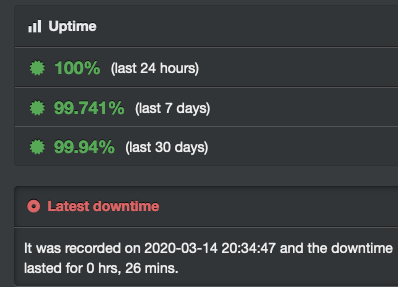 Uptime
100% (last 24 hours)
99.741% (last 7 days)
99.94% (last 30 days)
Latest downtime
It was recorded on 2020-03-14 20:34:47 and the downtime
lasted for 0 hrs, 26 mins.